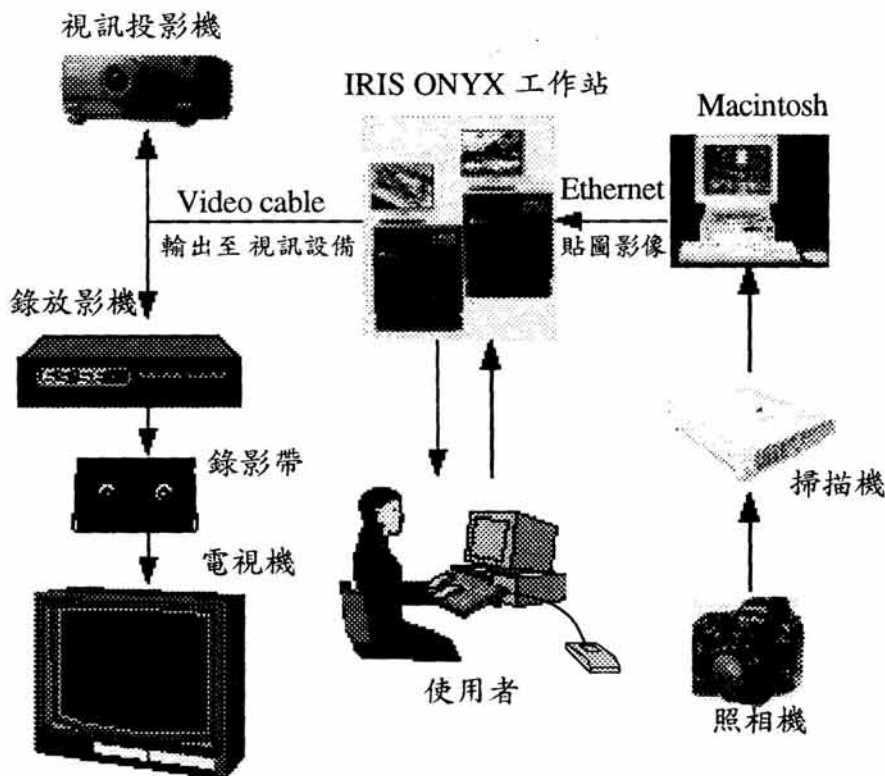 視訊投影機
IRIS ONYX 工作站
Macintosh
Video cable
輸出至視訊設備
Ethernet
貼圖影像
錄放影機
錄影帶
掃描機
電視機
使用者
照相機